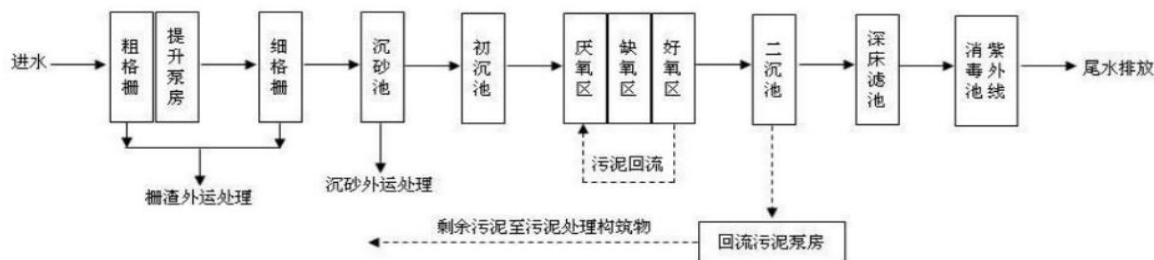 进水
粗格栅
提升泵房
细格栅
沉砂池
初沉池
厌氧区
缺氧区
好氧区
二沉池
深床滤池
紫外线
消毒池
尾水排放
污泥回流
栅渣外运处理
沉砂外运处理
剩余污泥至污泥处理构筑物
回流污泥泵房